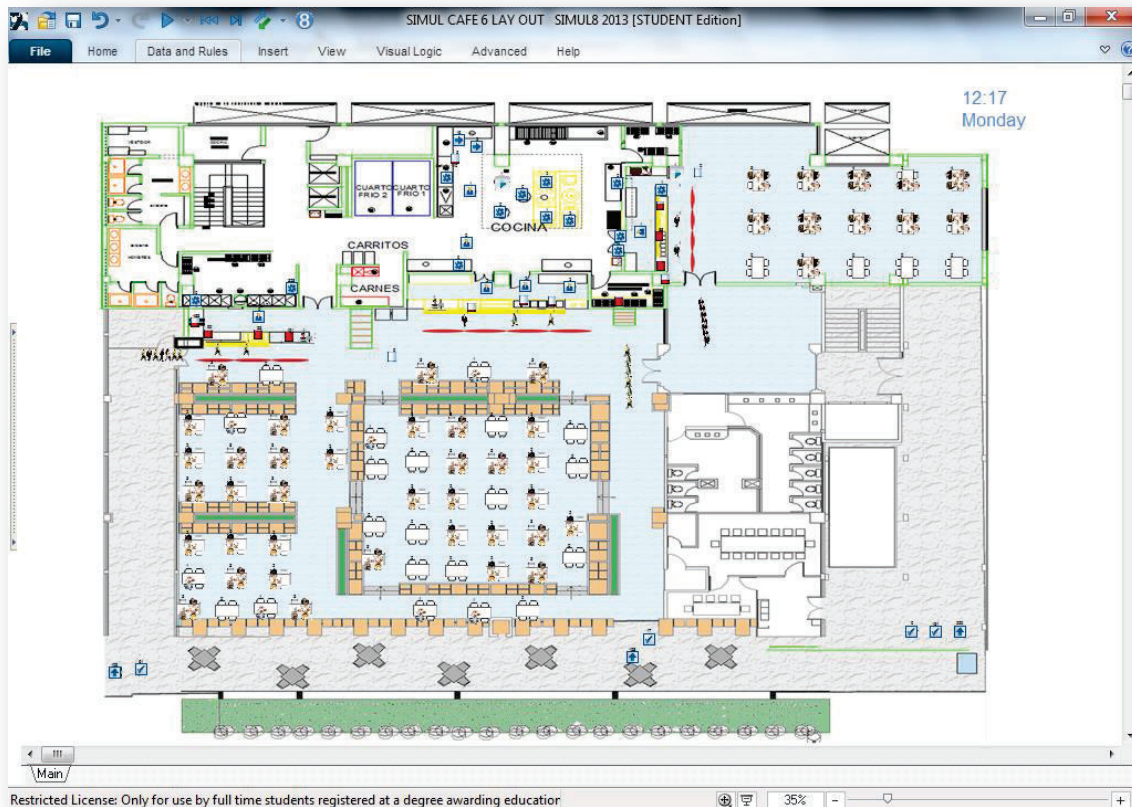 SIMUL CAFE 6 LAY OUT SIMUL8 2013 [STUDENT Edition]
File Home Data and Rules Insert View Visual Logic Advanced Help
12:17
Monday
CUARTO FRIO 2
CUARTO FRIO 1
COCINA
CARRITOS
CARNES
Main
Restricted License: Only for use by full time students registered at a degree awarding education
35%